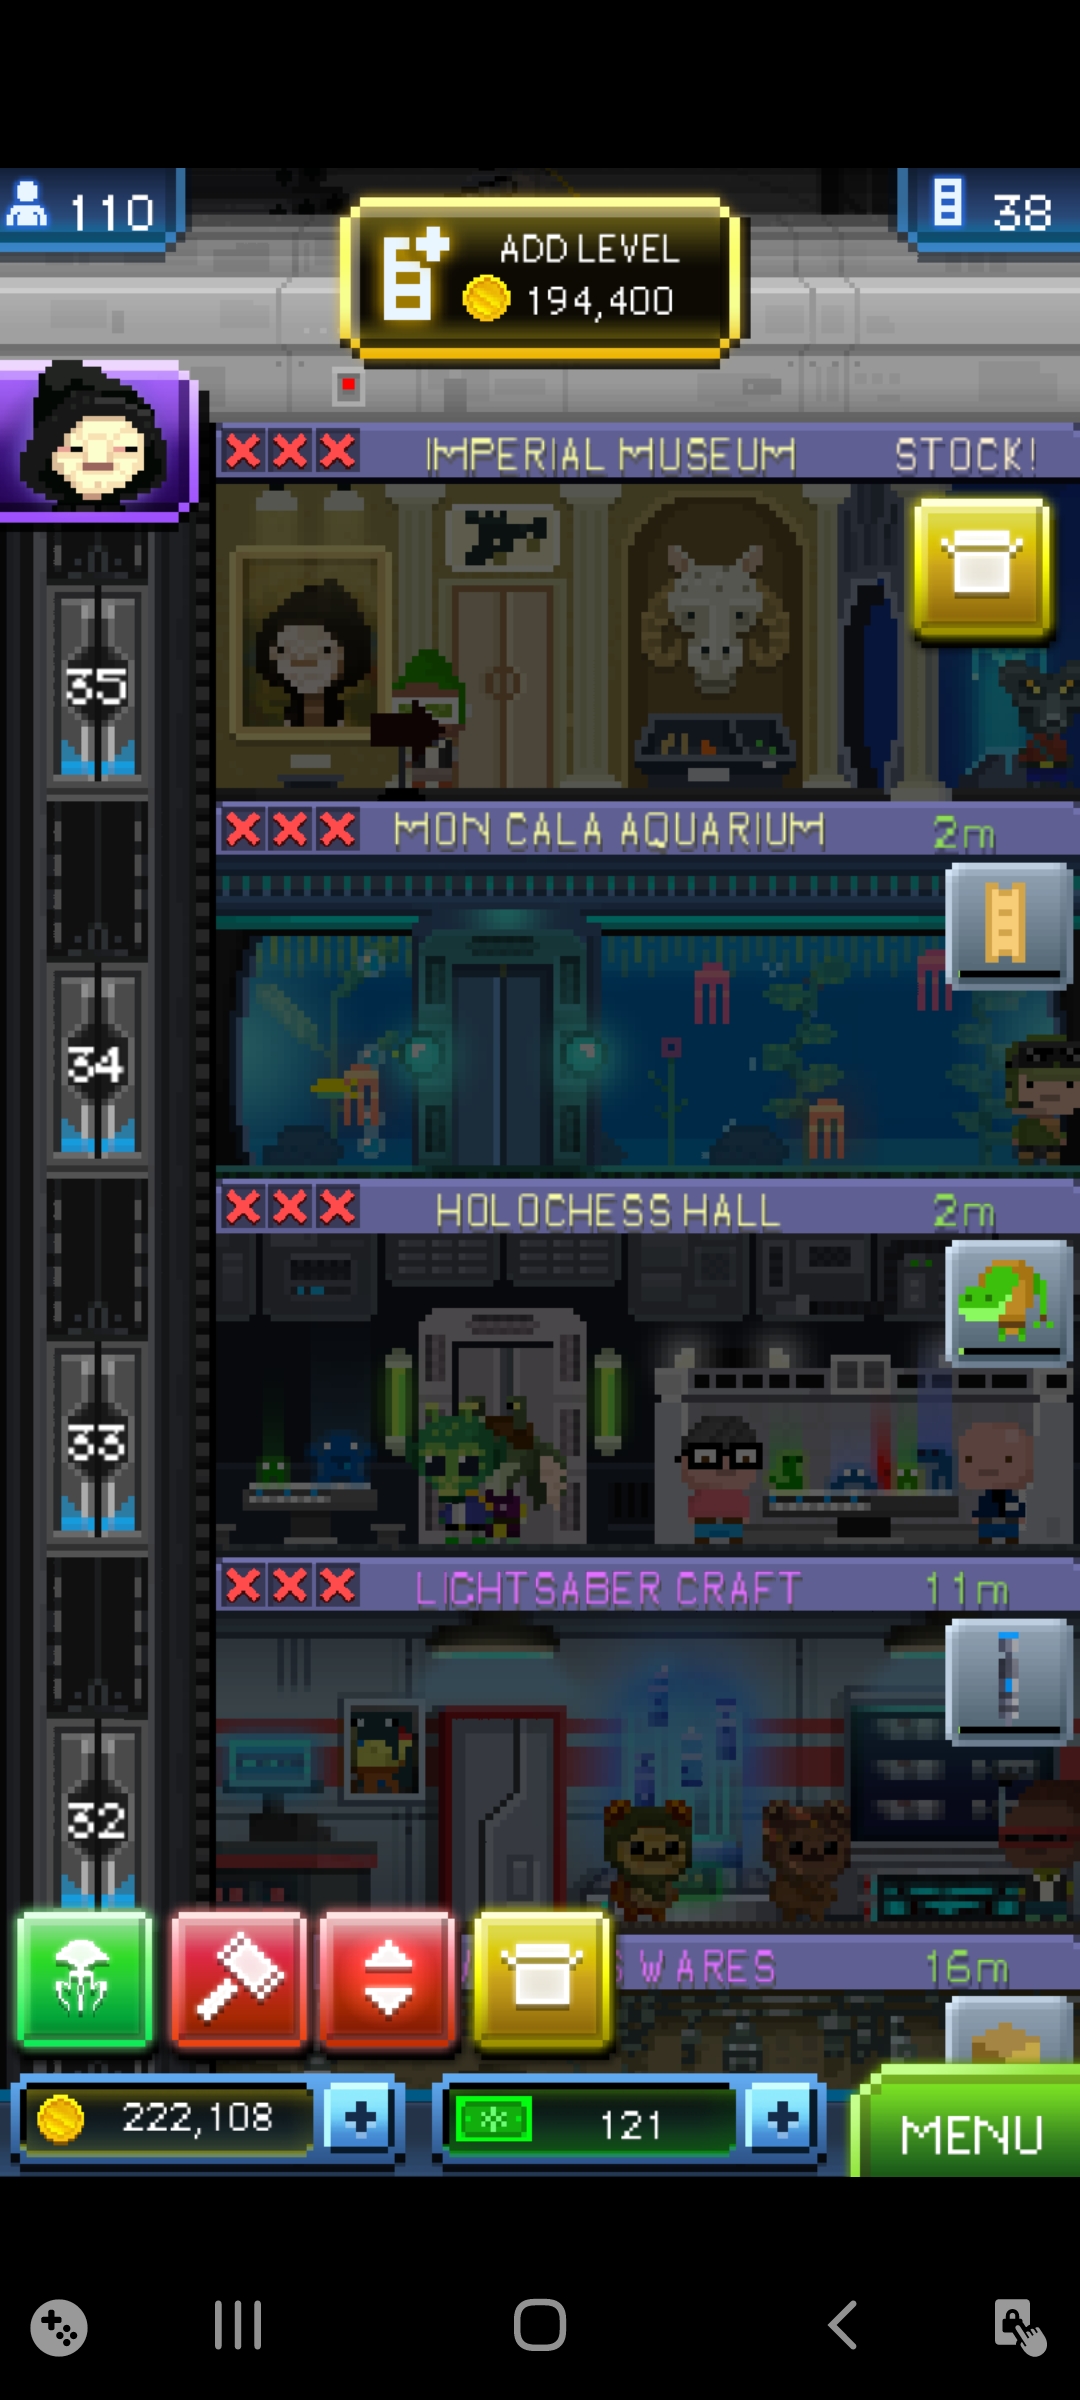 110
ADD LEVEL
194,400
38
IMPERIAL MUSEUM STOCK!
35
MON CALA AQUARIUM 2m
34
HOLOCHESS HALL 2m
33
LIGHTSABER CRAFT 11m
32
WARES 16m
222,108
121
MENU